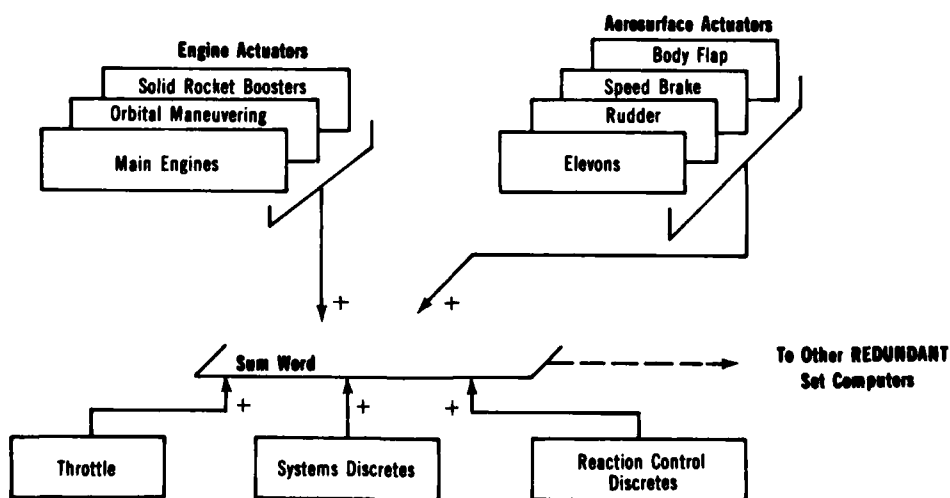 Engine Actuators
Solid Rocket Boosters
Orbital Maneuvering
Main Engines
Aerosurface Actuators
Body Flap
Speed Brake
Rudder
Elevons
+
+
Sum Word
To Other REDUNDANT
Set Computers
+
+
+
Throttle
Systems Discretes
Reaction Control
Discretes